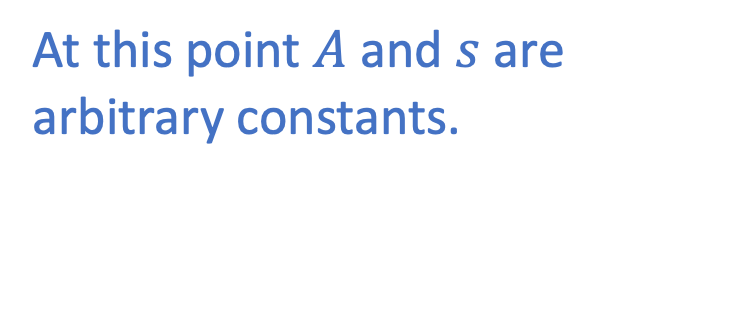 At this point A and s are
arbitrary constants.